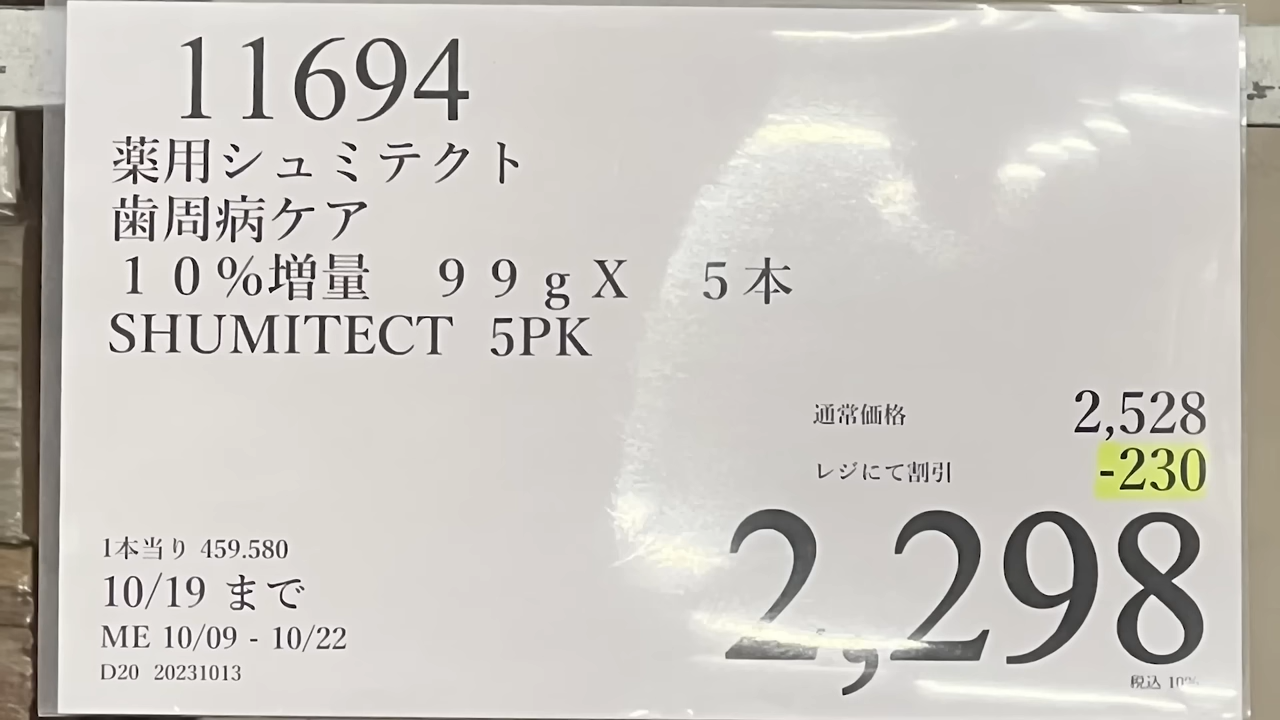 11694
薬用シュミテクト
歯周病ケア
１０％増量　９９ｇＸ　５本
SHUMITECT 5PK
通常価格 2,528
レジにて割引 -230
2,298
1本当り 459.580
10/19 まで
ME 10/09 - 10/22
D20 20231013
税込 10%